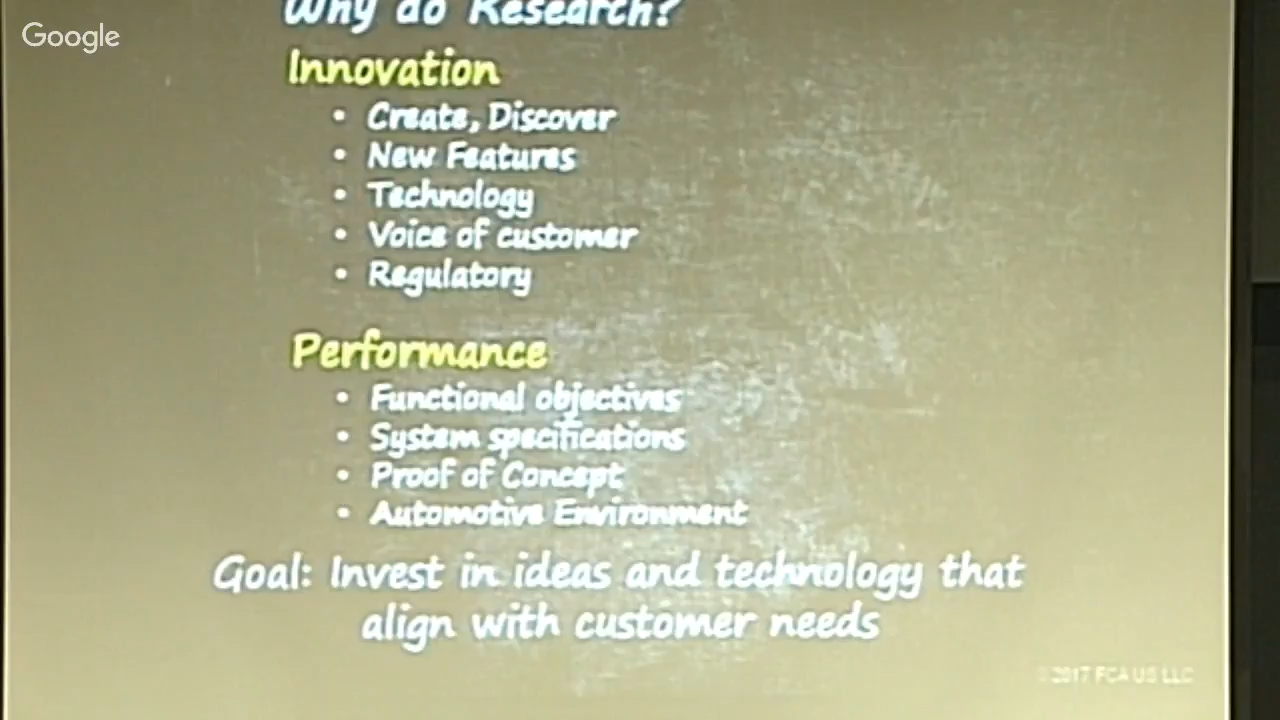 Google
Why do Research?
Innovation
• Create, Discover
• New Features
• Technology
• Voice of customer
• Regulatory
Performance
• Functional objectives
• System specifications
• Proof of Concept
• Automotive Environment
Goal: Invest in ideas and technology that
align with customer needs
©2017 FCA US LLC